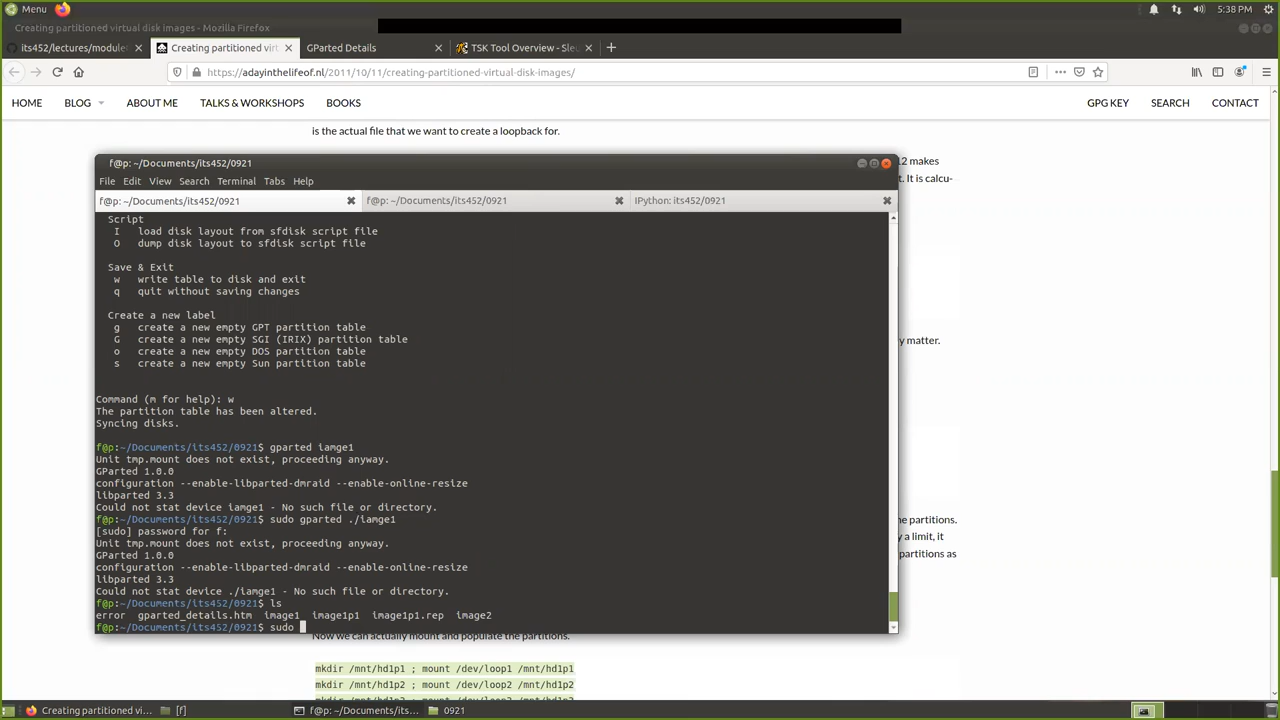 Menu
5:38 PM
Creating partitioned virtual disk images - Mozilla Firefox
its452/lectures/module
Creating partitioned virt
GParted Details
TSK Tool Overview - Sleu
https://adayinthelifeof.nl/2011/10/11/creating-partitioned-virtual-disk-images/
HOME
BLOG
ABOUT ME
TALKS & WORKSHOPS
BOOKS
GPG KEY
SEARCH
CONTACT
is the actual file that we want to create a loopback for.
12 makes
t. It is calcu-
y matter.
ne partitions.
y a limit, it
partitions as
f@p: ~/Documents/its452/0921
File Edit View Search Terminal Tabs Help
f@p: ~/Documents/its452/0921
f@p: ~/Documents/its452/0921
IPython: its452/0921
Script
I load disk layout from sfdisk script file
O dump disk layout to sfdisk script file
Save & Exit
w write table to disk and exit
q quit without saving changes
Create a new label
g create a new empty GPT partition table
G create a new empty SGI (IRIX) partition table
o create a new empty DOS partition table
s create a new empty Sun partition table
Command (m for help): w
The partition table has been altered.
Syncing disks.
f@p:~/Documents/its452/0921$ gparted iamge1
Unit tmp.mount does not exist, proceeding anyway.
GParted 1.0.0
configuration --enable-libparted-dmraid --enable-online-resize
libparted 3.3
Could not stat device iamge1 - No such file or directory.
f@p:~/Documents/its452/0921$ sudo gparted ./iamge1
[sudo] password for f:
Unit tmp.mount does not exist, proceeding anyway.
GParted 1.0.0
configuration --enable-libparted-dmraid --enable-online-resize
libparted 3.3
Could not stat device ./iamge1 - No such file or directory.
f@p:~/Documents/its452/0921$ ls
error gparted_details.htm image1 image1p1 image1p1.rep image2
f@p:~/Documents/its452/0921$ sudo
Now we can actually mount and populate the partitions.
mkdir /mnt/hd1p1 ; mount /dev/loop1 /mnt/hd1p1
mkdir /mnt/hd1p2 ; mount /dev/loop2 /mnt/hd1p2
Creating partitioned vi...
[f]
f@p: ~/Documents/its...
0921